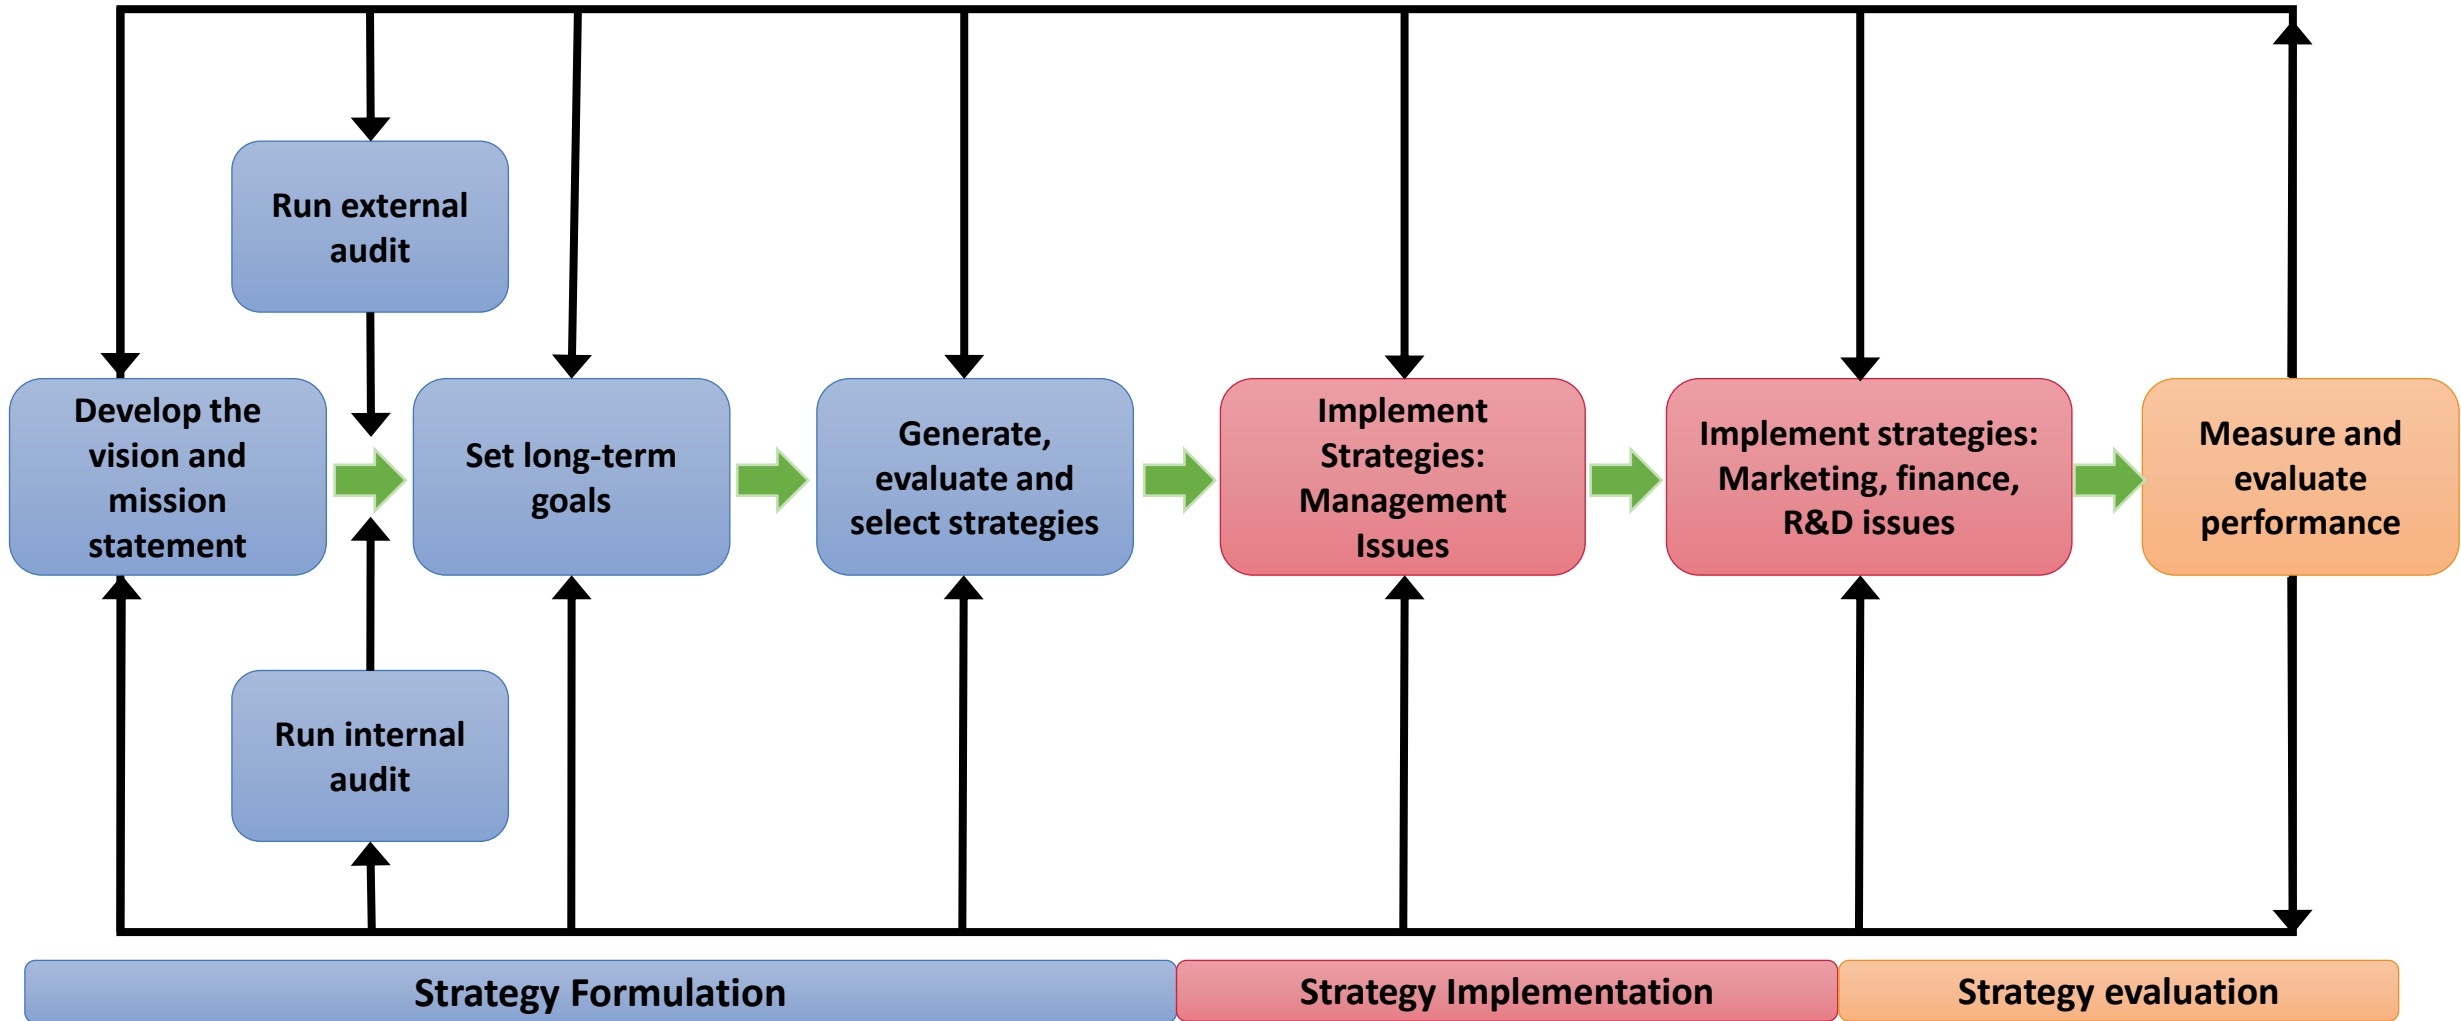 Run external
audit
Develop the
vision and
mission
statement
Set long-term
goals
Generate,
evaluate and
select strategies
Implement
Strategies:
Management
Issues
Implement strategies:
Marketing, finance,
R&D issues
Measure and
evaluate
performance
Run internal
audit
Strategy Formulation
Strategy Implementation
Strategy evaluation